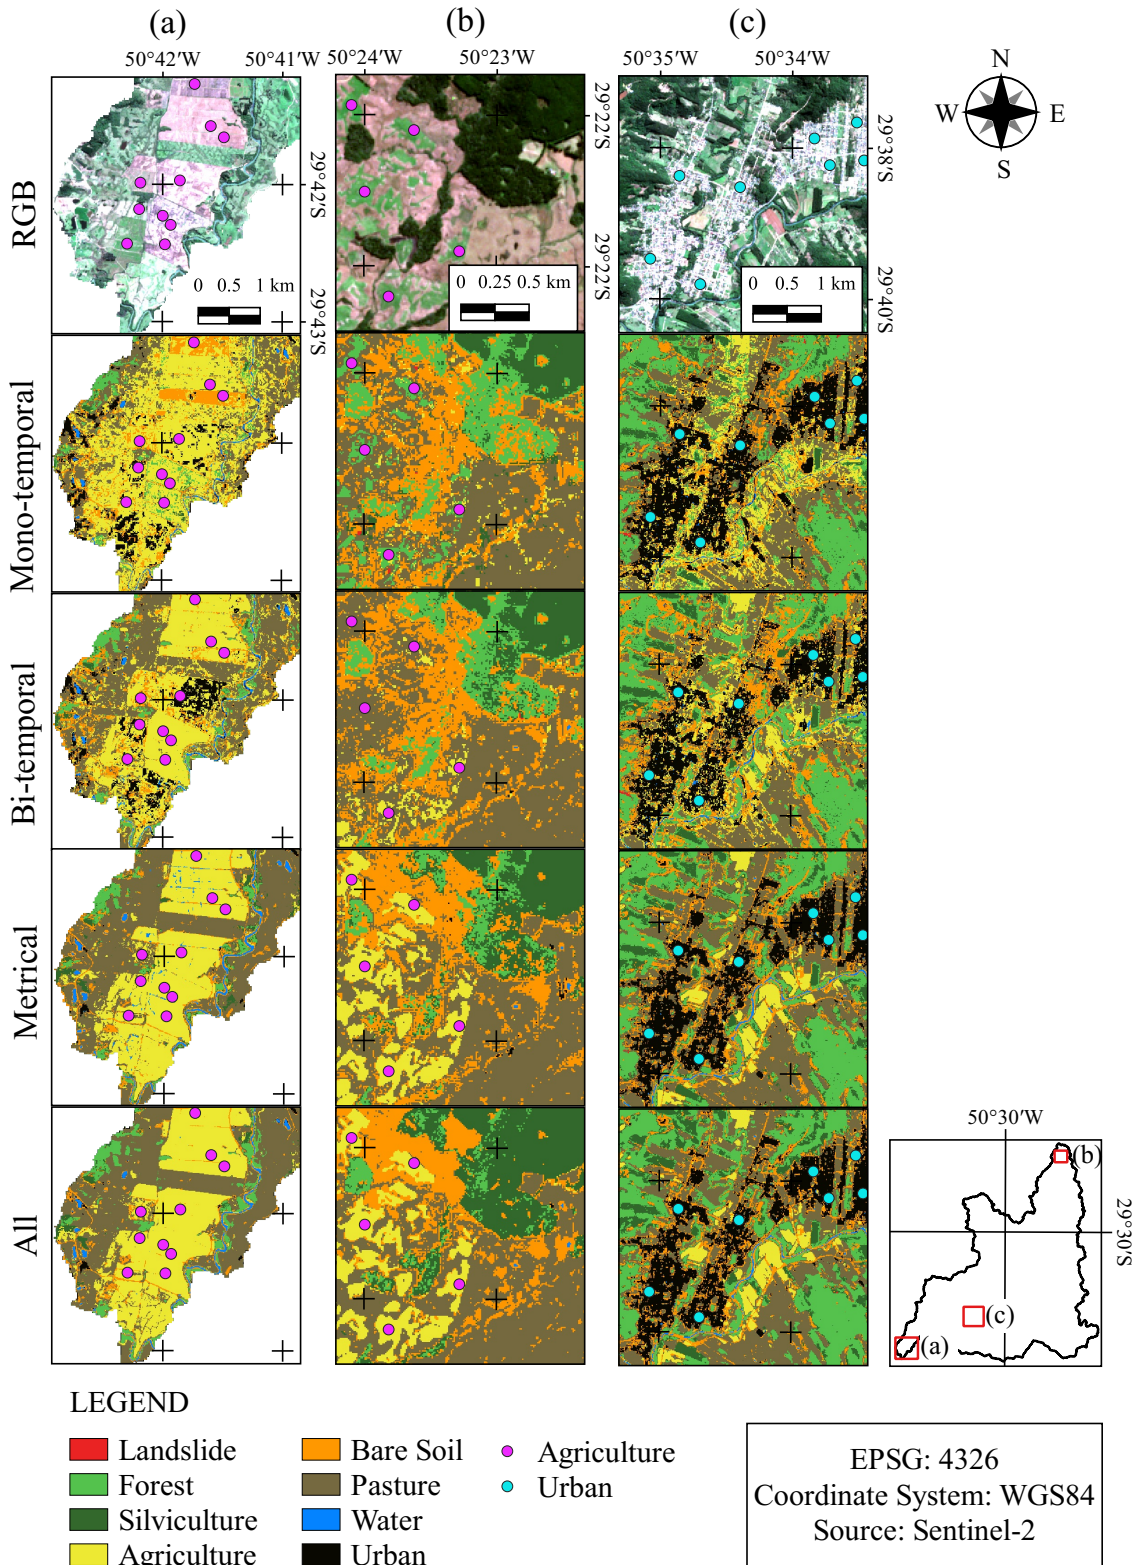 (a) (b) (c)
50°42'W 50°41'W 50°24'W 50°23'W 50°35'W 50°34'W
N
W E
S
RGB
29°42'S
29°43'S
0 0.5 1 km
29°22'S
29°22'S
0 0.25 0.5 km
29°38'S
29°40'S
0 0.5 1 km
Mono-temporal
Bi-temporal
Metrical
All
50°30'W
29°30'S
(b)
(c)
(a)
LEGEND
Landslide
Forest
Silviculture
Agriculture
Bare Soil
Pasture
Water
Urban
Agriculture
Urban
EPSG: 4326
Coordinate System: WGS84
Source: Sentinel-2